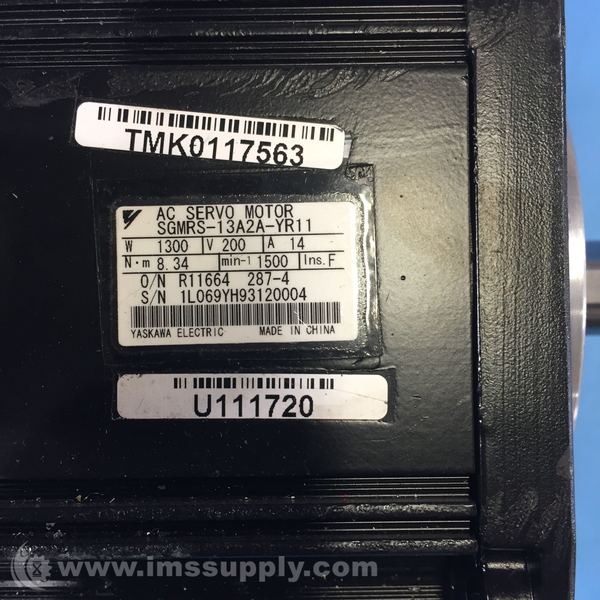 TMK0117563
AC SERVO MOTOR
SGMRS-13A2A-YR11
W 1300 V 200 A 14
N·m 8.34 min-1 1500 Ins. F
O/N R11664 287-4
S/N 1L069YH93120004
YASKAWA ELECTRIC MADE IN CHINA
U111720
www.imssupply.com